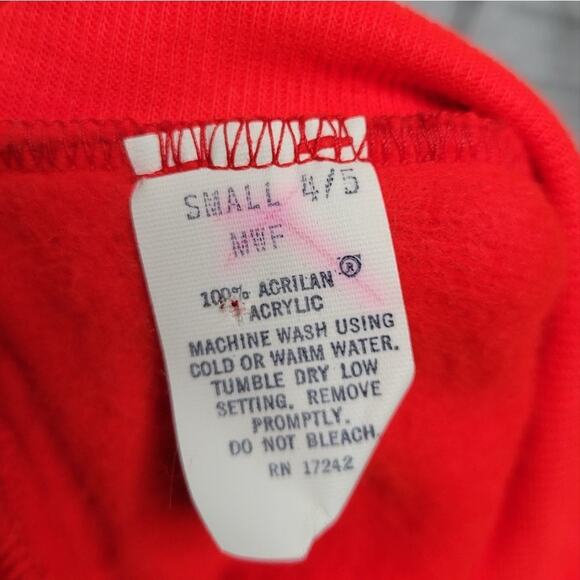 SMALL 4/5
MWF
100% ACRILAN®
ACRYLIC
MACHINE WASH USING
COLD OR WARM WATER.
TUMBLE DRY LOW
SETTING. REMOVE
PROMPTLY.
DO NOT BLEACH.
RN 17242